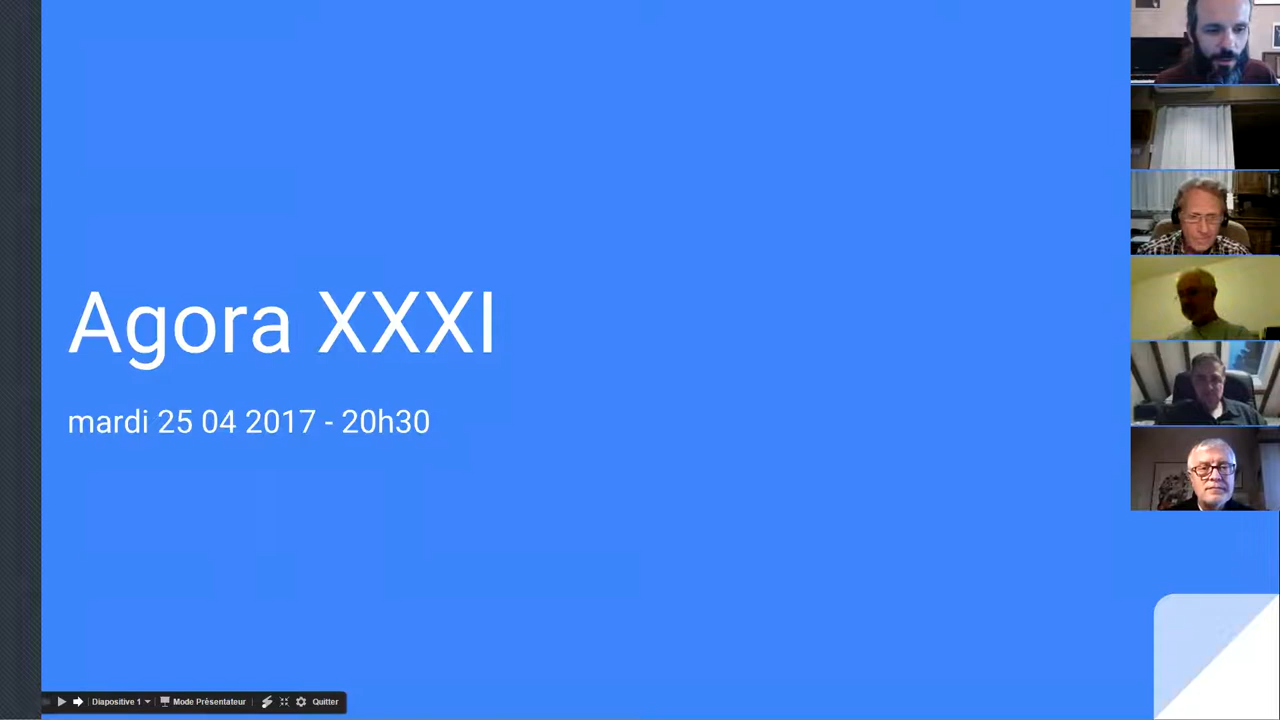 Agora XXXI
mardi 25 04 2017 - 20h30
Diapositive 1 Mode Présentateur Quitter